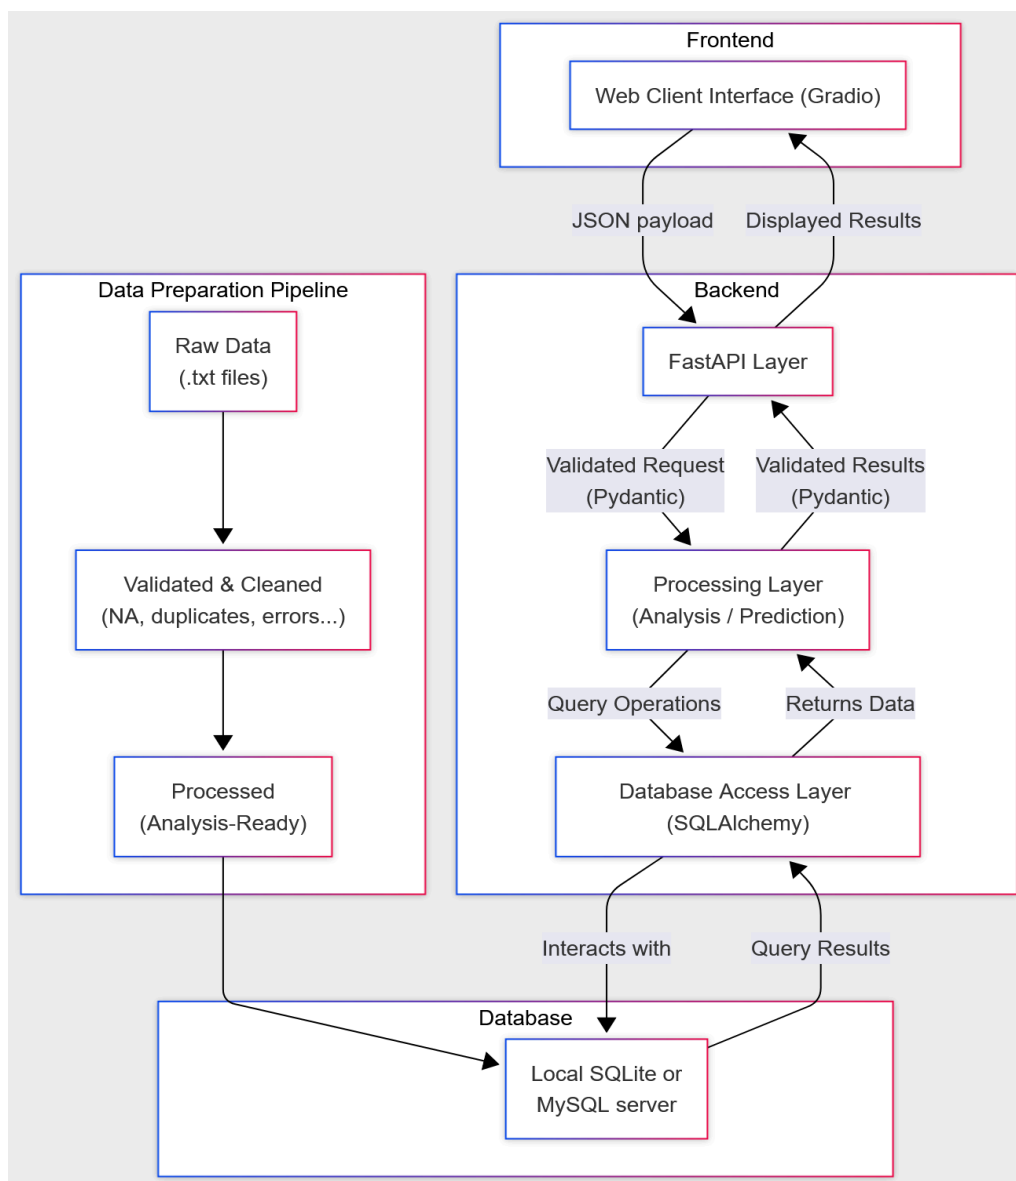 Frontend
Web Client Interface (Gradio)
JSON payload
Displayed Results
Data Preparation Pipeline
Raw Data
(.txt files)
Validated & Cleaned
(NA, duplicates, errors...)
Processed
(Analysis-Ready)
Backend
FastAPI Layer
Validated Request
(Pydantic)
Validated Results
(Pydantic)
Processing Layer
(Analysis / Prediction)
Query Operations
Returns Data
Database Access Layer
(SQLAlchemy)
Interacts with
Query Results
Database
Local SQLite or
MySQL server